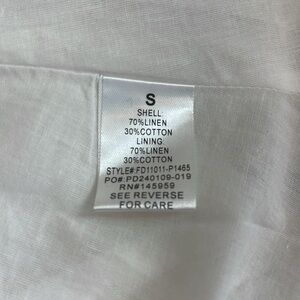 S
SHELL:
70%LINEN
30%COTTON
LINING:
70%LINEN
30%COTTON
STYLE#:FD11011-P1465
PO#:PD240109-019
RN#145959
SEE REVERSE
FOR CARE